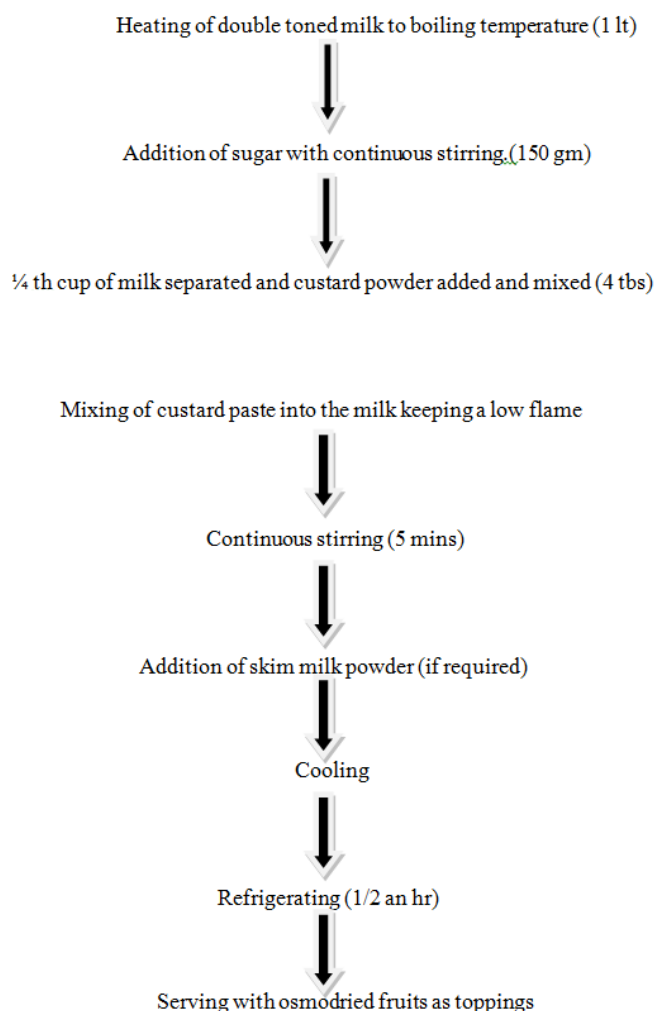 Heating of double toned milk to boiling temperature (1 lt)
Addition of sugar with continuous stirring.(150 gm)
¼ th cup of milk separated and custard powder added and mixed (4 tbs)
Mixing of custard paste into the milk keeping a low flame
Continuous stirring (5 mins)
Addition of skim milk powder (if required)
Cooling
Refrigerating (1/2 an hr)
Serving with osmodried fruits as toppings